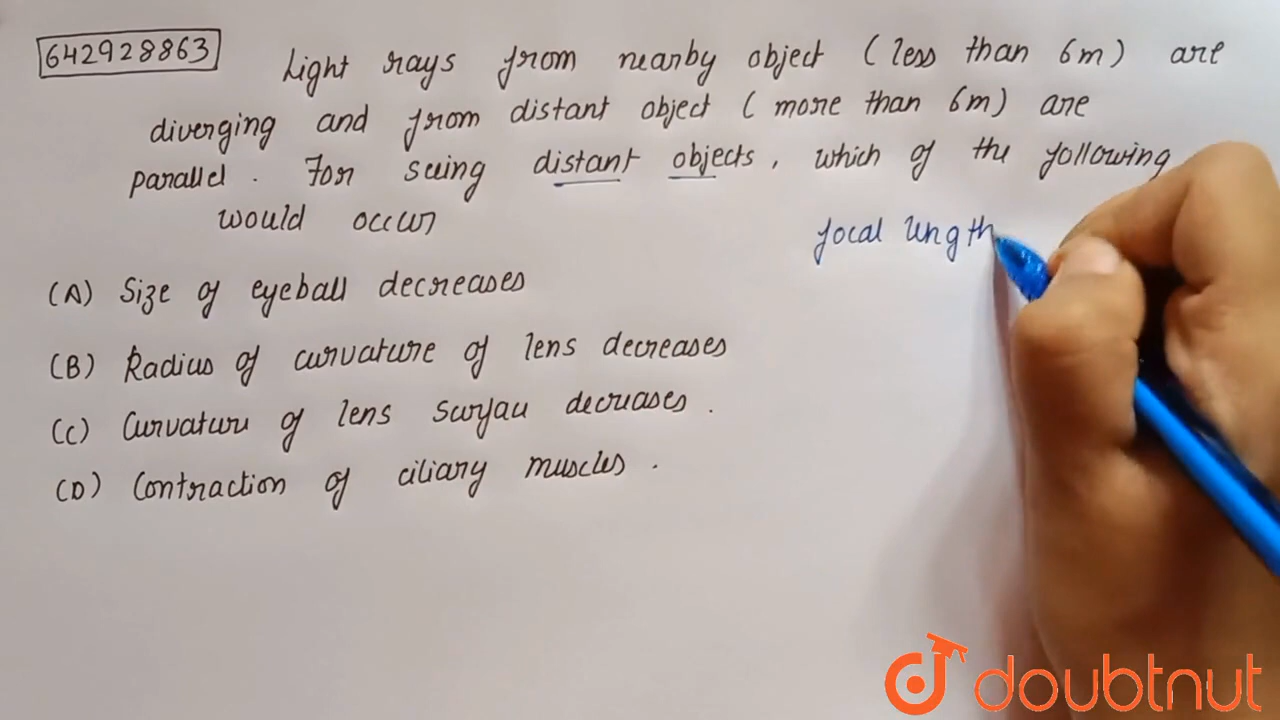 642928863
Light rays from nearby object (less than 6m) are
diverging and from distant object (more than 6m) are
parallel. For seing distant objects, which of the following
would occur
focal length
(A) Size of eyeball decreases
(B) Radius of curvature of lens decreases
(C) Curvature of lens surface decreases.
(D) Contraction of ciliary muscles.
doubtnut